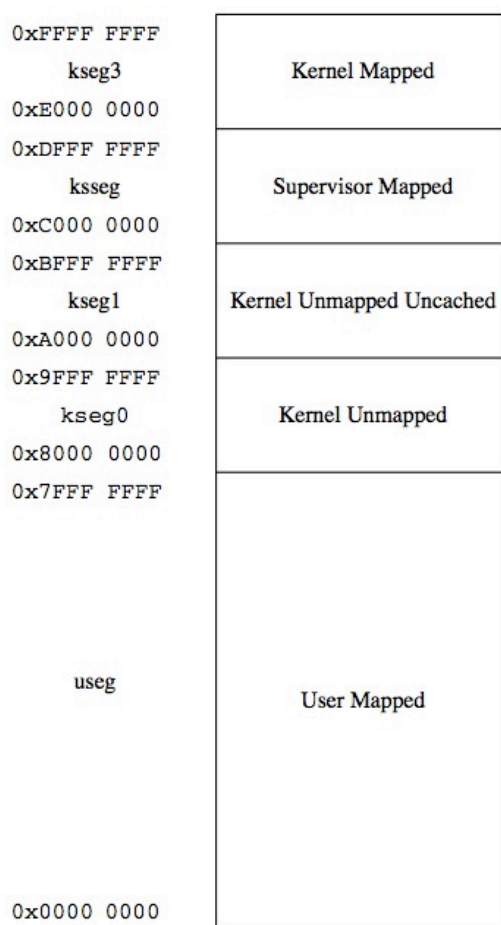 0xFFFF FFFF
kseg3 Kernel Mapped
0xE000 0000
0xDFFF FFFF
ksseg Supervisor Mapped
0xC000 0000
0xBFFF FFFF
kseg1 Kernel Unmapped Uncached
0xA000 0000
0x9FFF FFFF
kseg0 Kernel Unmapped
0x8000 0000
0x7FFF FFFF
useg
User Mapped
0x0000 0000